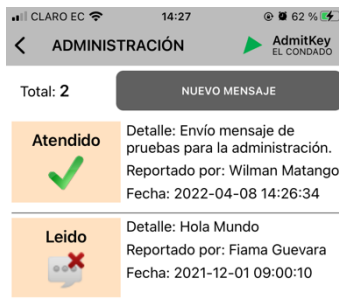 CLARO EC 14:27 62 %
ADMINISTRACIÓN AdmitKey
EL CONDADO
Total: 2 NUEVO MENSAJE
Atendido
Detalle: Envío mensaje de
pruebas para la administración.
Reportado por: Wilman Matango
Fecha: 2022-04-08 14:26:34
Leido
Detalle: Hola Mundo
Reportado por: Fiama Guevara
Fecha: 2021-12-01 09:00:10